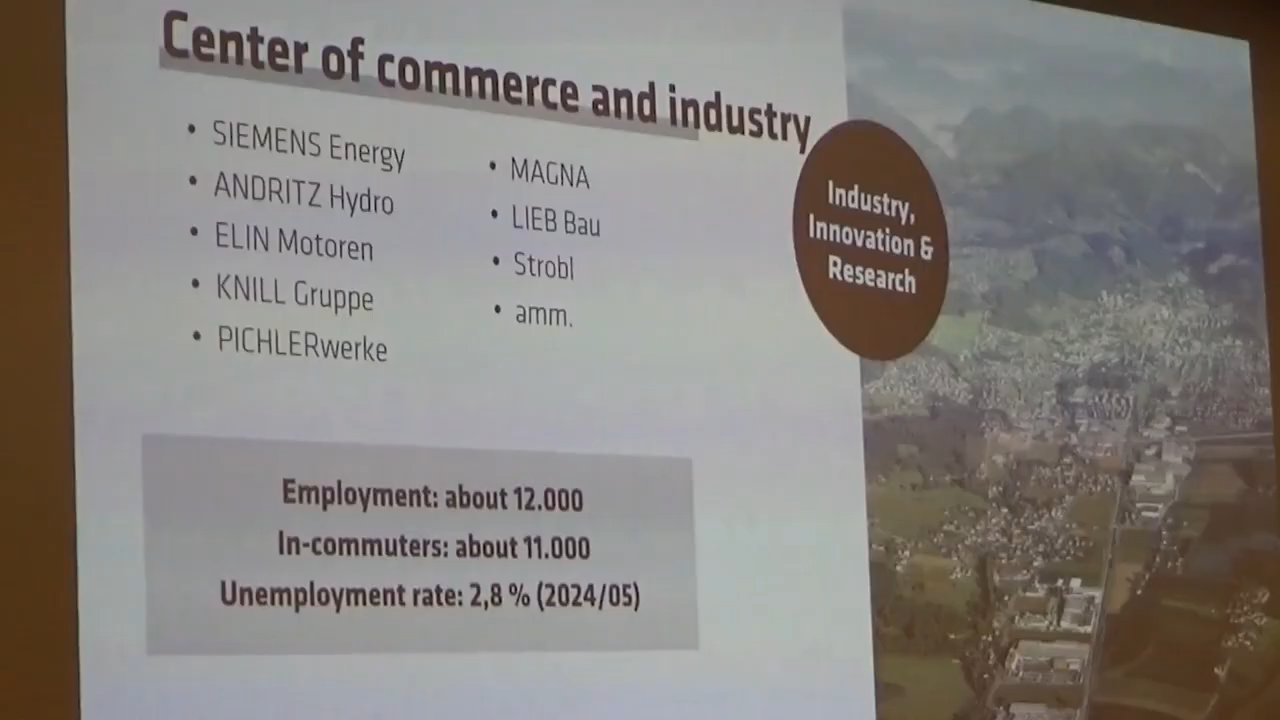 Center of commerce and industry
• SIEMENS Energy
• ANDRITZ Hydro
• ELIN Motoren
• KNILL Gruppe
• PICHLERwerke
• MAGNA
• LIEB Bau
• Strobl
• amm.
Industry,
Innovation &
Research
Employment: about 12.000
In-commuters: about 11.000
Unemployment rate: 2,8 % (2024/05)